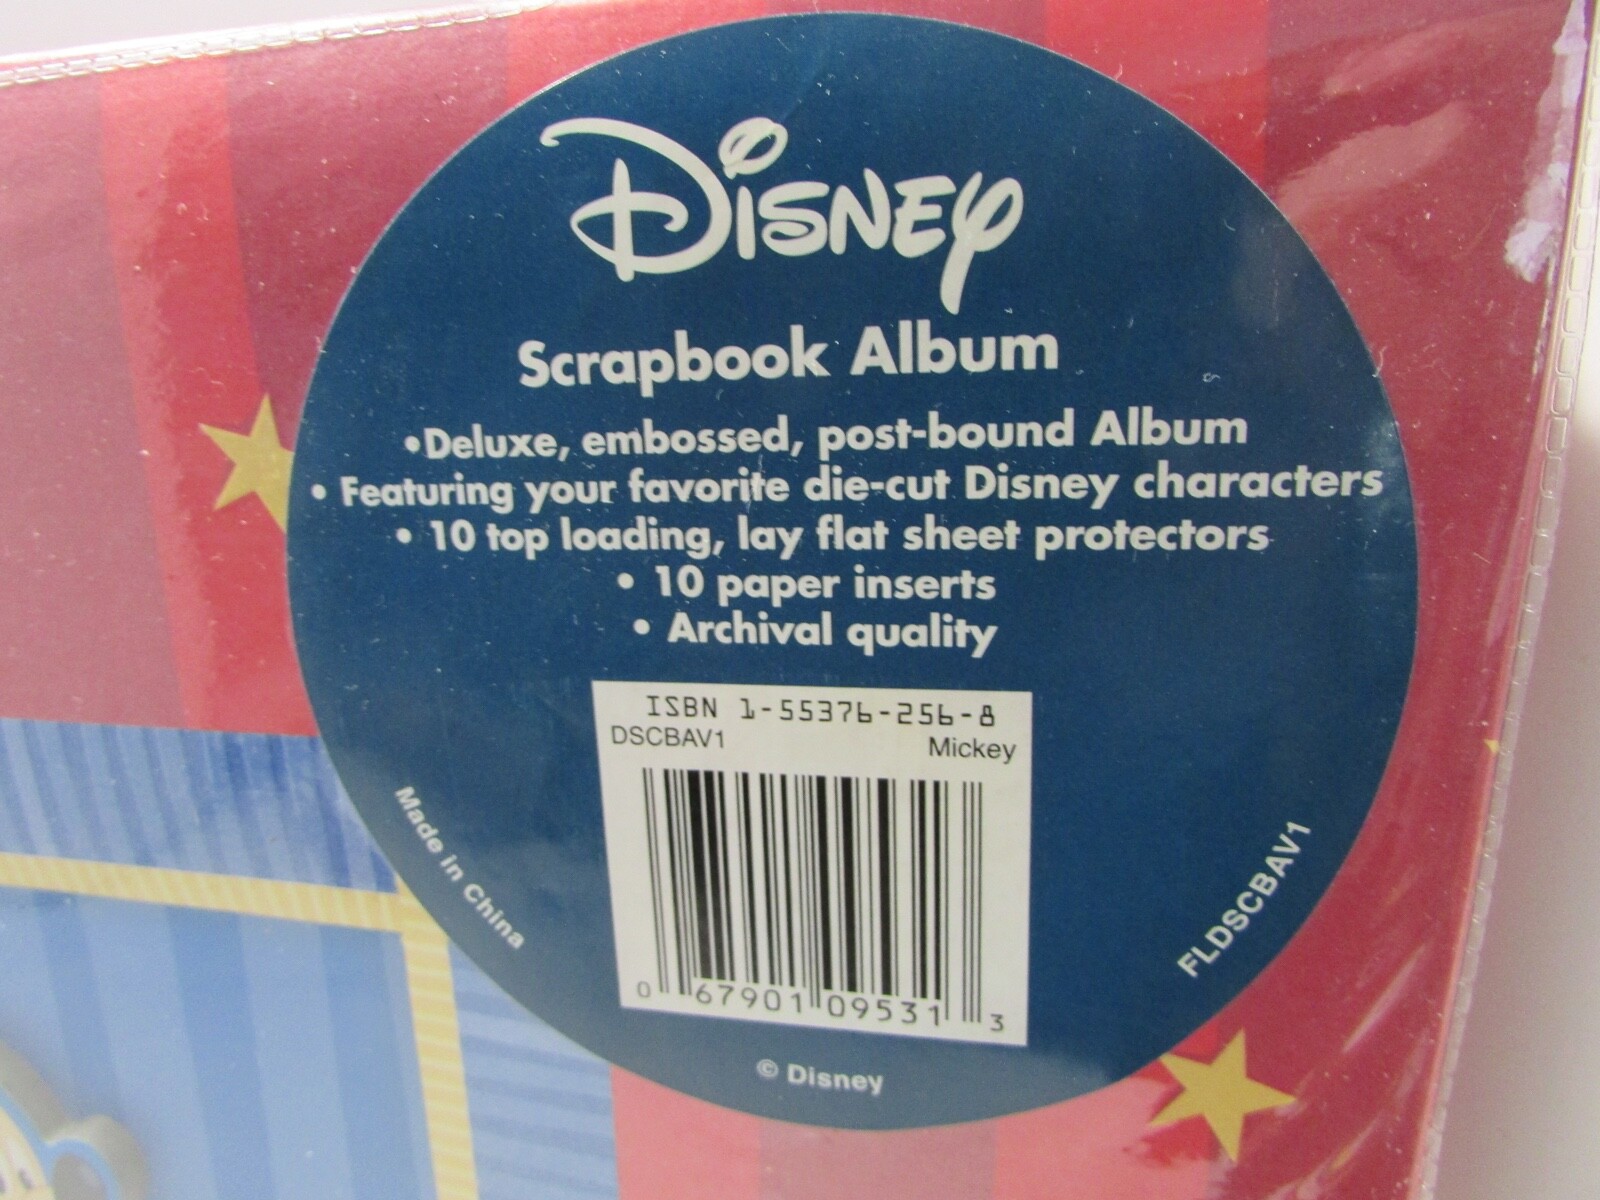 Disney
Scrapbook Album
•Deluxe, embossed, post-bound Album
• Featuring your favorite die-cut Disney characters
• 10 top loading, lay flat sheet protectors
• 10 paper inserts
• Archival quality
ISBN 1-55376-256-8
DSCBAV1 Mickey
0 67901 09531 3
Made in China
FLDSCBAV1
© Disney